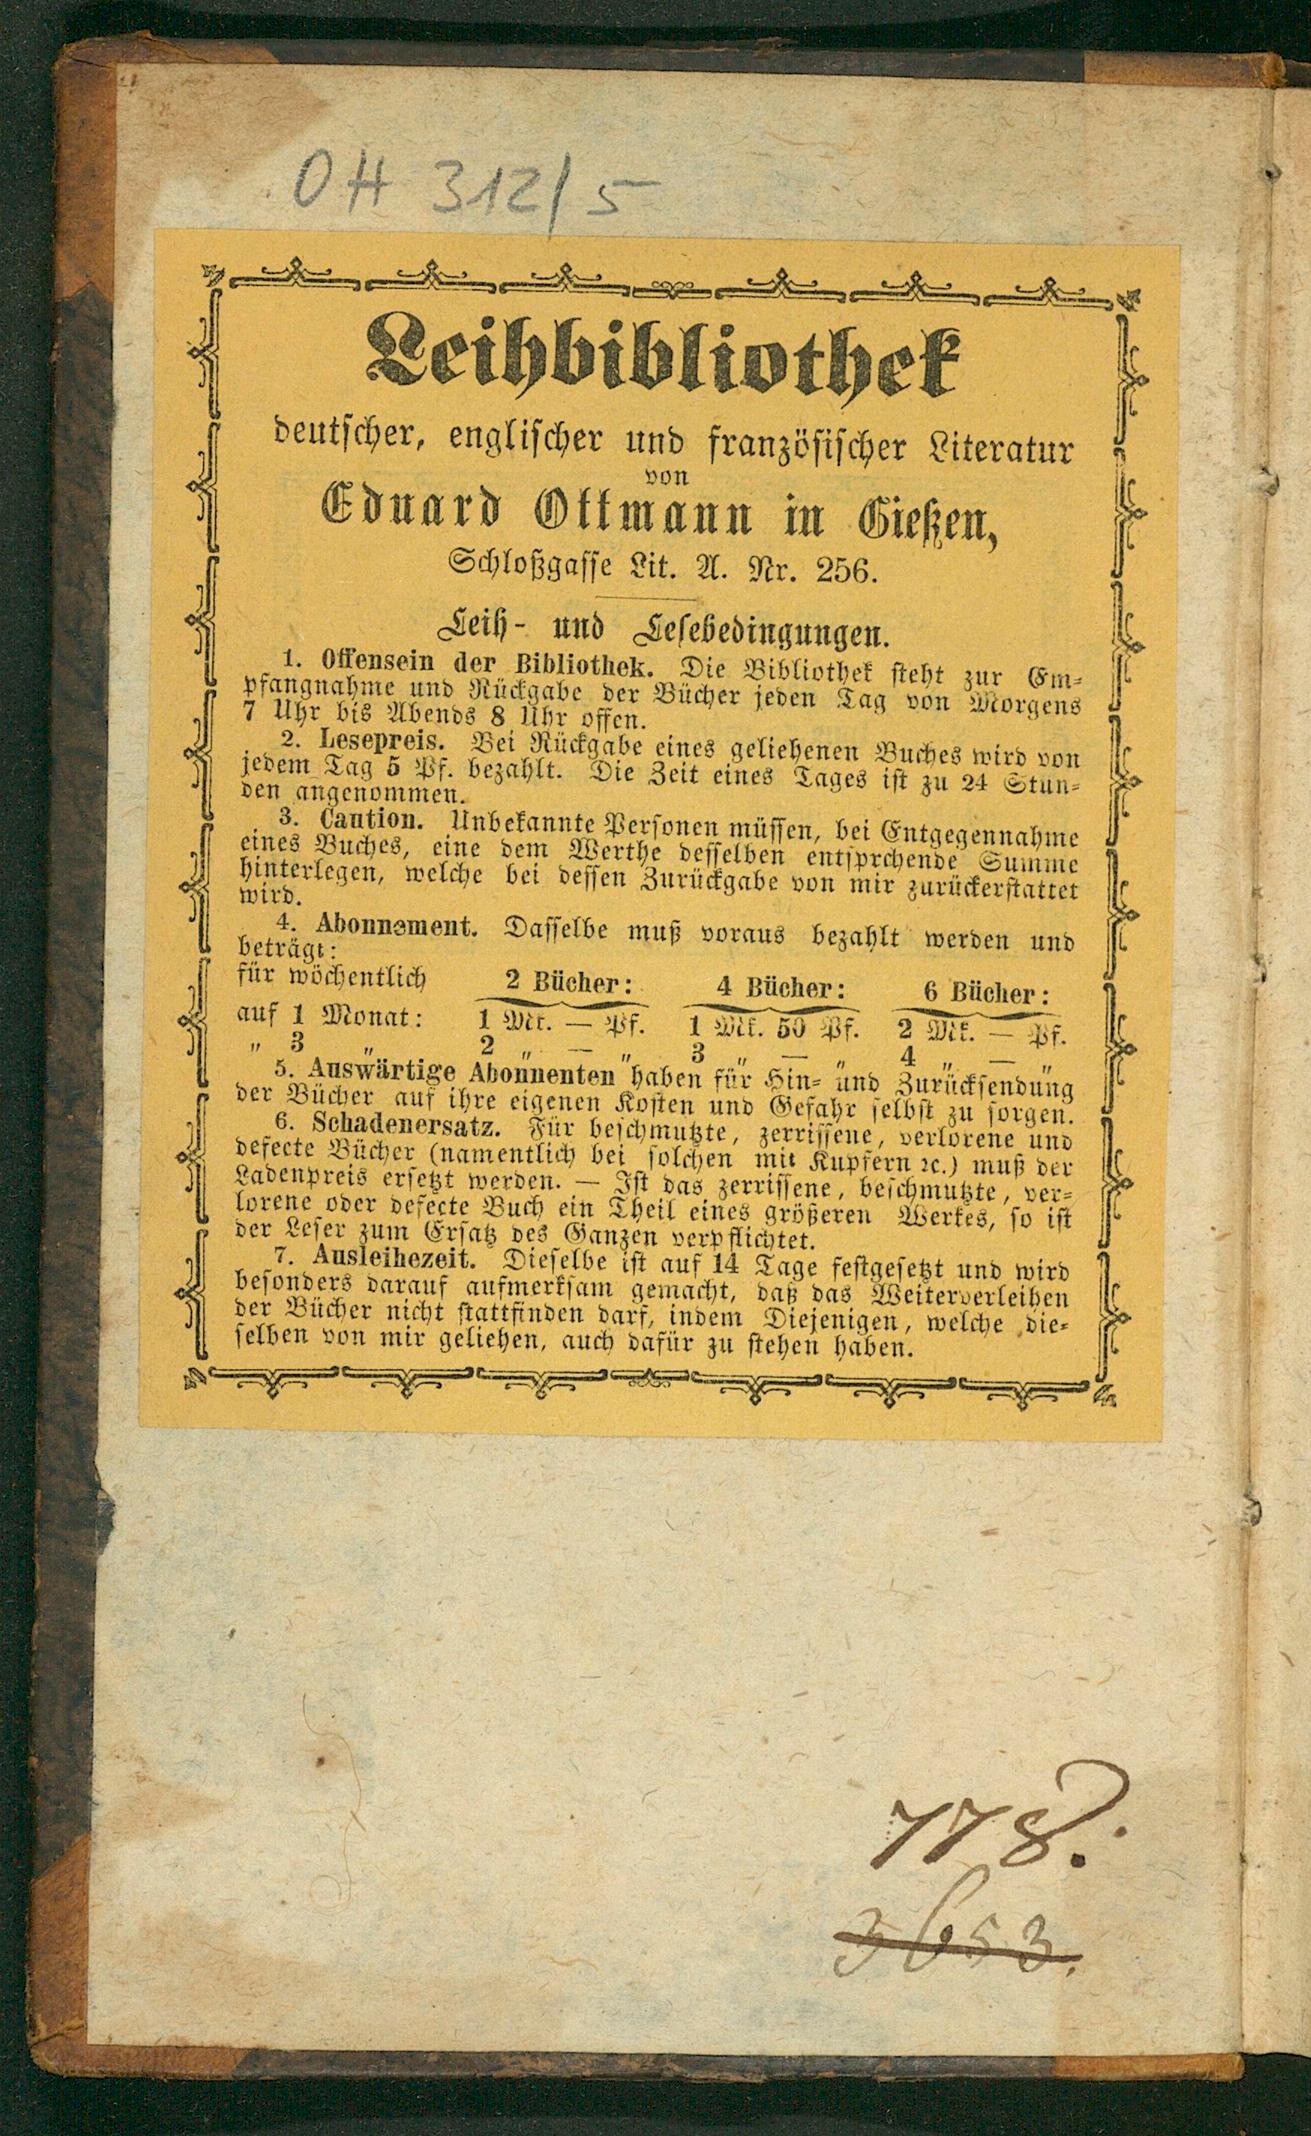 OH 312/5
Leihbibliothek
deutscher, englischer und französischer Literatur
von
Eduard Ottmann in Gießen,
Schloßgasse Lit. A. Nr. 256.
Leih- und Lesebedingungen.
1. Offensein der Bibliothek. Die Bibliothek steht zur Em-
pfangnahme und Rückgabe der Bücher jeden Tag von Morgens
7 Uhr bis Abends 8 Uhr offen.
2. Lesepreis. Bei Rückgabe eines geliehenen Buches wird von
jedem Tag 5 Pf. bezahlt. Die Zeit eines Tages ist zu 24 Stun-
den angenommen.
3. Caution. Unbekannte Personen müssen, bei Entgegennahme
eines Buches, eine dem Werthe desselben entsprchende Summe
hinterlegen, welche bei dessen Zurückgabe von mir zurückerstattet
wird.
4. Abonnement. Dasselbe muß voraus bezahlt werden und
beträgt:
für wöchentlich 2 Bücher: 4 Bücher: 6 Bücher:
auf 1 Monat: 1 Mk. — Pf. 1 Mk. 50 Pf. 2 Mk. — Pf.
„ 3 „ 2 „ — „ 3 „ — „ 4 „ — „
5. Auswärtige Abonnenten haben für Hin- und Zurücksendung
der Bücher auf ihre eigenen Kosten und Gefahr selbst zu sorgen.
6. Schadenersatz. Für beschmutzte, zerrissene, verlorene und
defecte Bücher (namentlich bei solchen mit Kupfern ꝛc.) muß der
Ladenpreis ersetzt werden. — Ist das zerrissene, beschmutzte, ver-
lorene oder defecte Buch ein Theil eines größeren Werkes, so ist
der Leser zum Ersatz des Ganzen verpflichtet.
7. Ausleihezeit. Dieselbe ist auf 14 Tage festgesetzt und wird
besonders darauf aufmerksam gemacht, daß das Weiterverleihen
der Bücher nicht stattfinden darf, indem Diejenigen, welche die-
selben von mir geliehen, auch dafür zu stehen haben.
778.
3653.